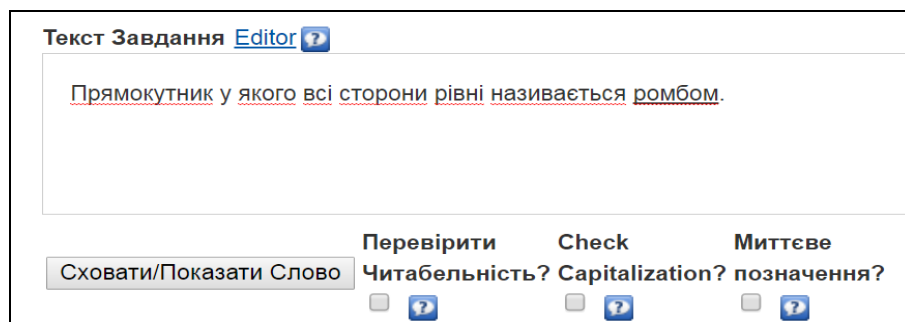 Текст Завдання Editor ?
Прямокутник у якого всі сторони рівні називається ромбом.
Перевірити Check Миттєве
Сховати/Показати Слово Читабельність? Capitalization? позначення?
? ? ?